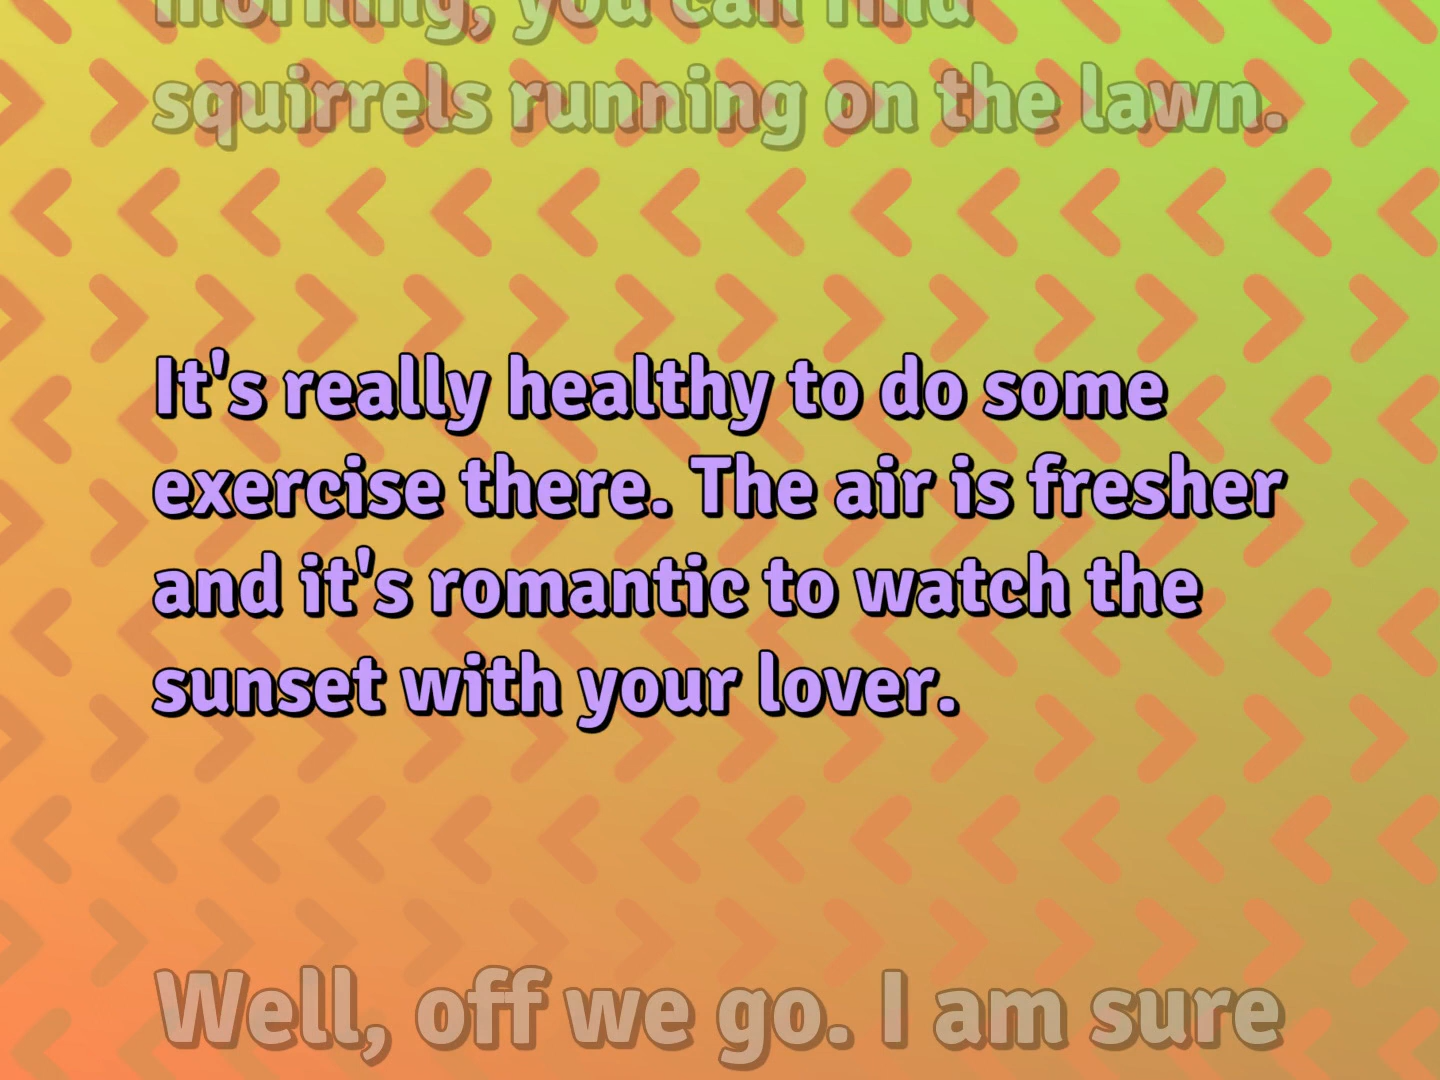 morning, you can find
squirrels running on the lawn.
It's really healthy to do some
exercise there. The air is fresher
and it's romantic to watch the
sunset with your lover.
Well, off we go. I am sure